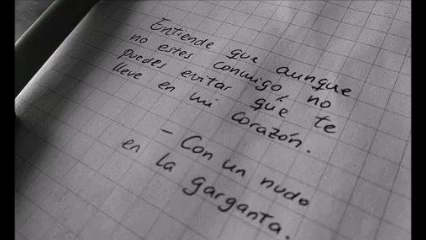 Entiende que aunque
no estes conmigo, no
puedes evitar que te
lleve en mi corazón.
- Con un nudo
en la garganta.